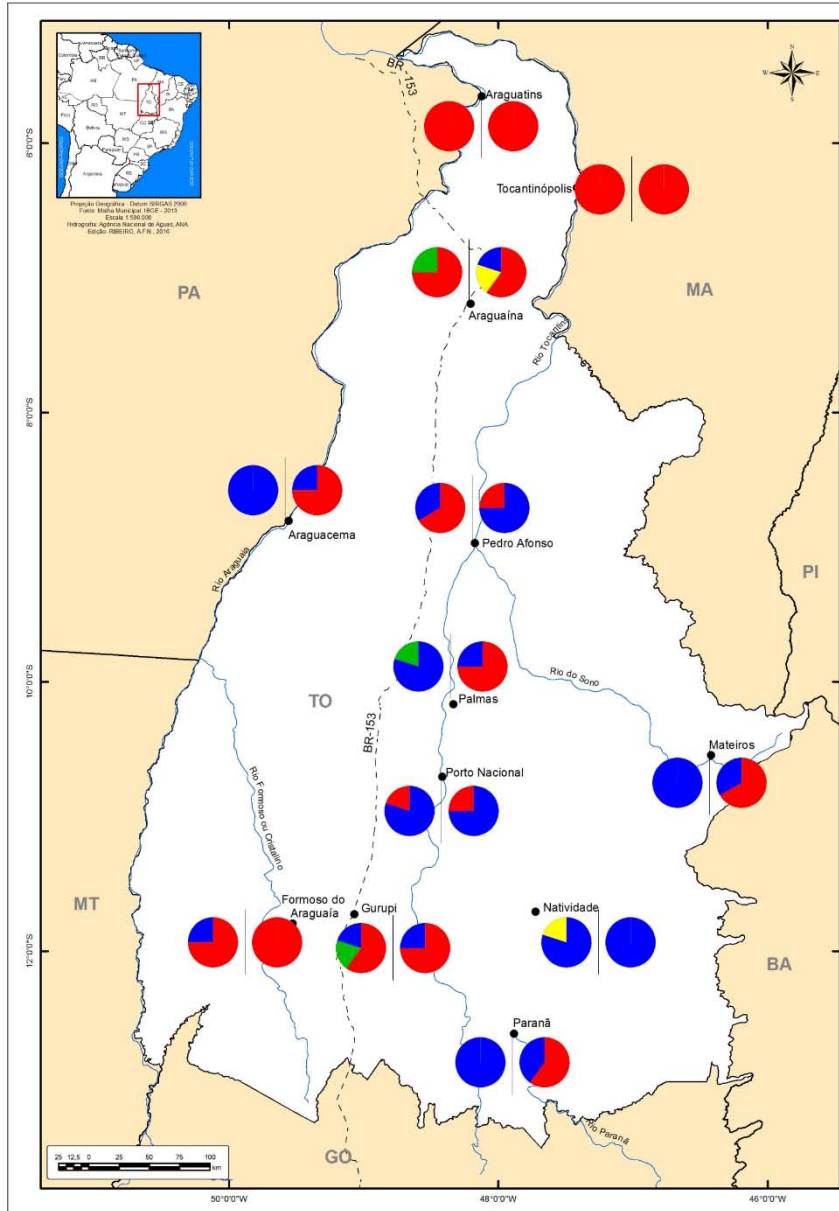 BR-153
Araguatins
6°0'0"S
Tocantinópolis
Projeção Geográfica - Datum SIRGAS 2000
Fonte: Malha Municipal, IBGE - 2013
Escala 1:590.000
Hidrografia: Agência Nacional de Águas, ANA.
Edição: RIBEIRO, A.F.N., 2016
PA
MA
Araguaína
Rio Tocantins
8°0'0"S
Araguacema
Pedro Afonso
Rio Araguaia
PI
10°0'0"S
TO
Rio do Sono
Palmas
BR-153
Mateiros
Porto Nacional
Rio Formoso ou Cristalino
MT
Formoso do
Araguaía
Gurupi
Natividade
12°0'0"S
BA
Paranã
Rio Paranã
GO
25 12,5 0 25 50 75 100
km
50°0'0"W
48°0'0"W
46°0'0"W
N
W
E
S